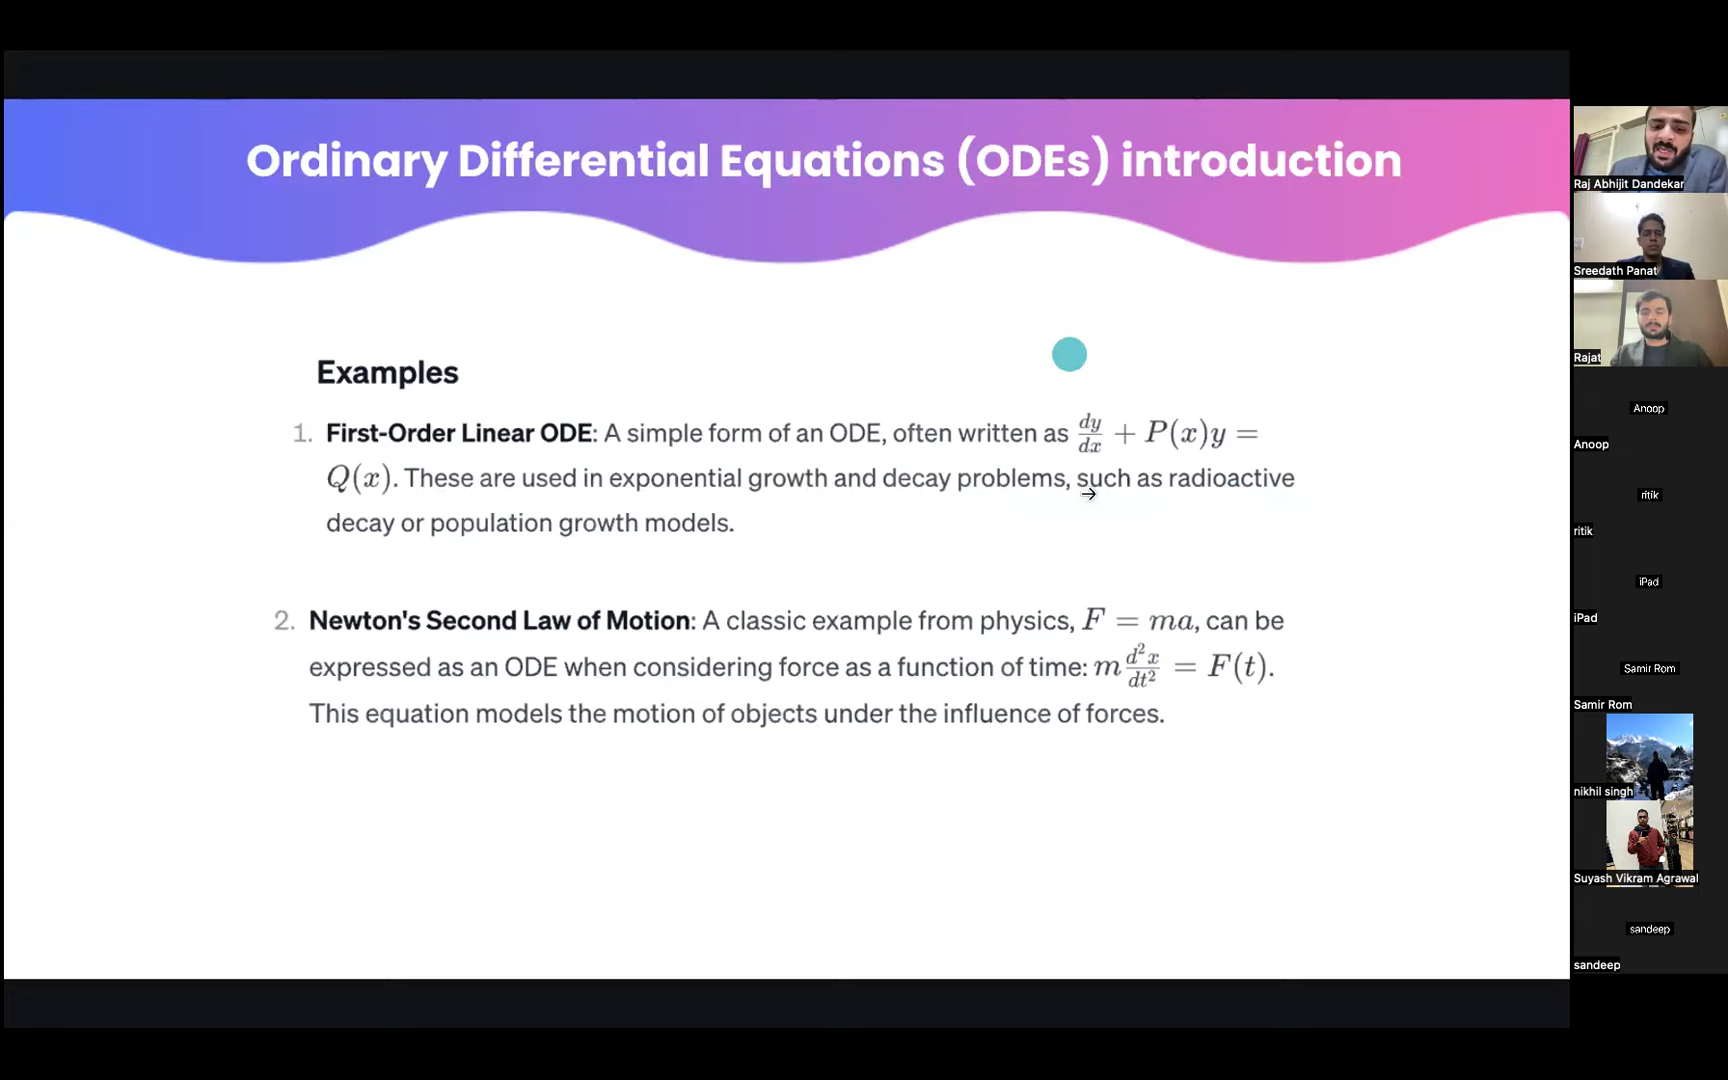 Ordinary Differential Equations (ODEs) introduction
Examples
1. First-Order Linear ODE: A simple form of an ODE, often written as dy/dx + P(x)y =
Q(x). These are used in exponential growth and decay problems, such as radioactive
decay or population growth models.
2. Newton's Second Law of Motion: A classic example from physics, F = ma, can be
expressed as an ODE when considering force as a function of time: m d²x/dt² = F(t).
This equation models the motion of objects under the influence of forces.
Raj Abhijit Dandekar
Sreedath Panat
Rajat
Anoop
Anoop
ritik
ritik
iPad
iPad
Samir Rom
Samir Rom
nikhil singh
Suyash Vikram Agrawal
sandeep
sandeep